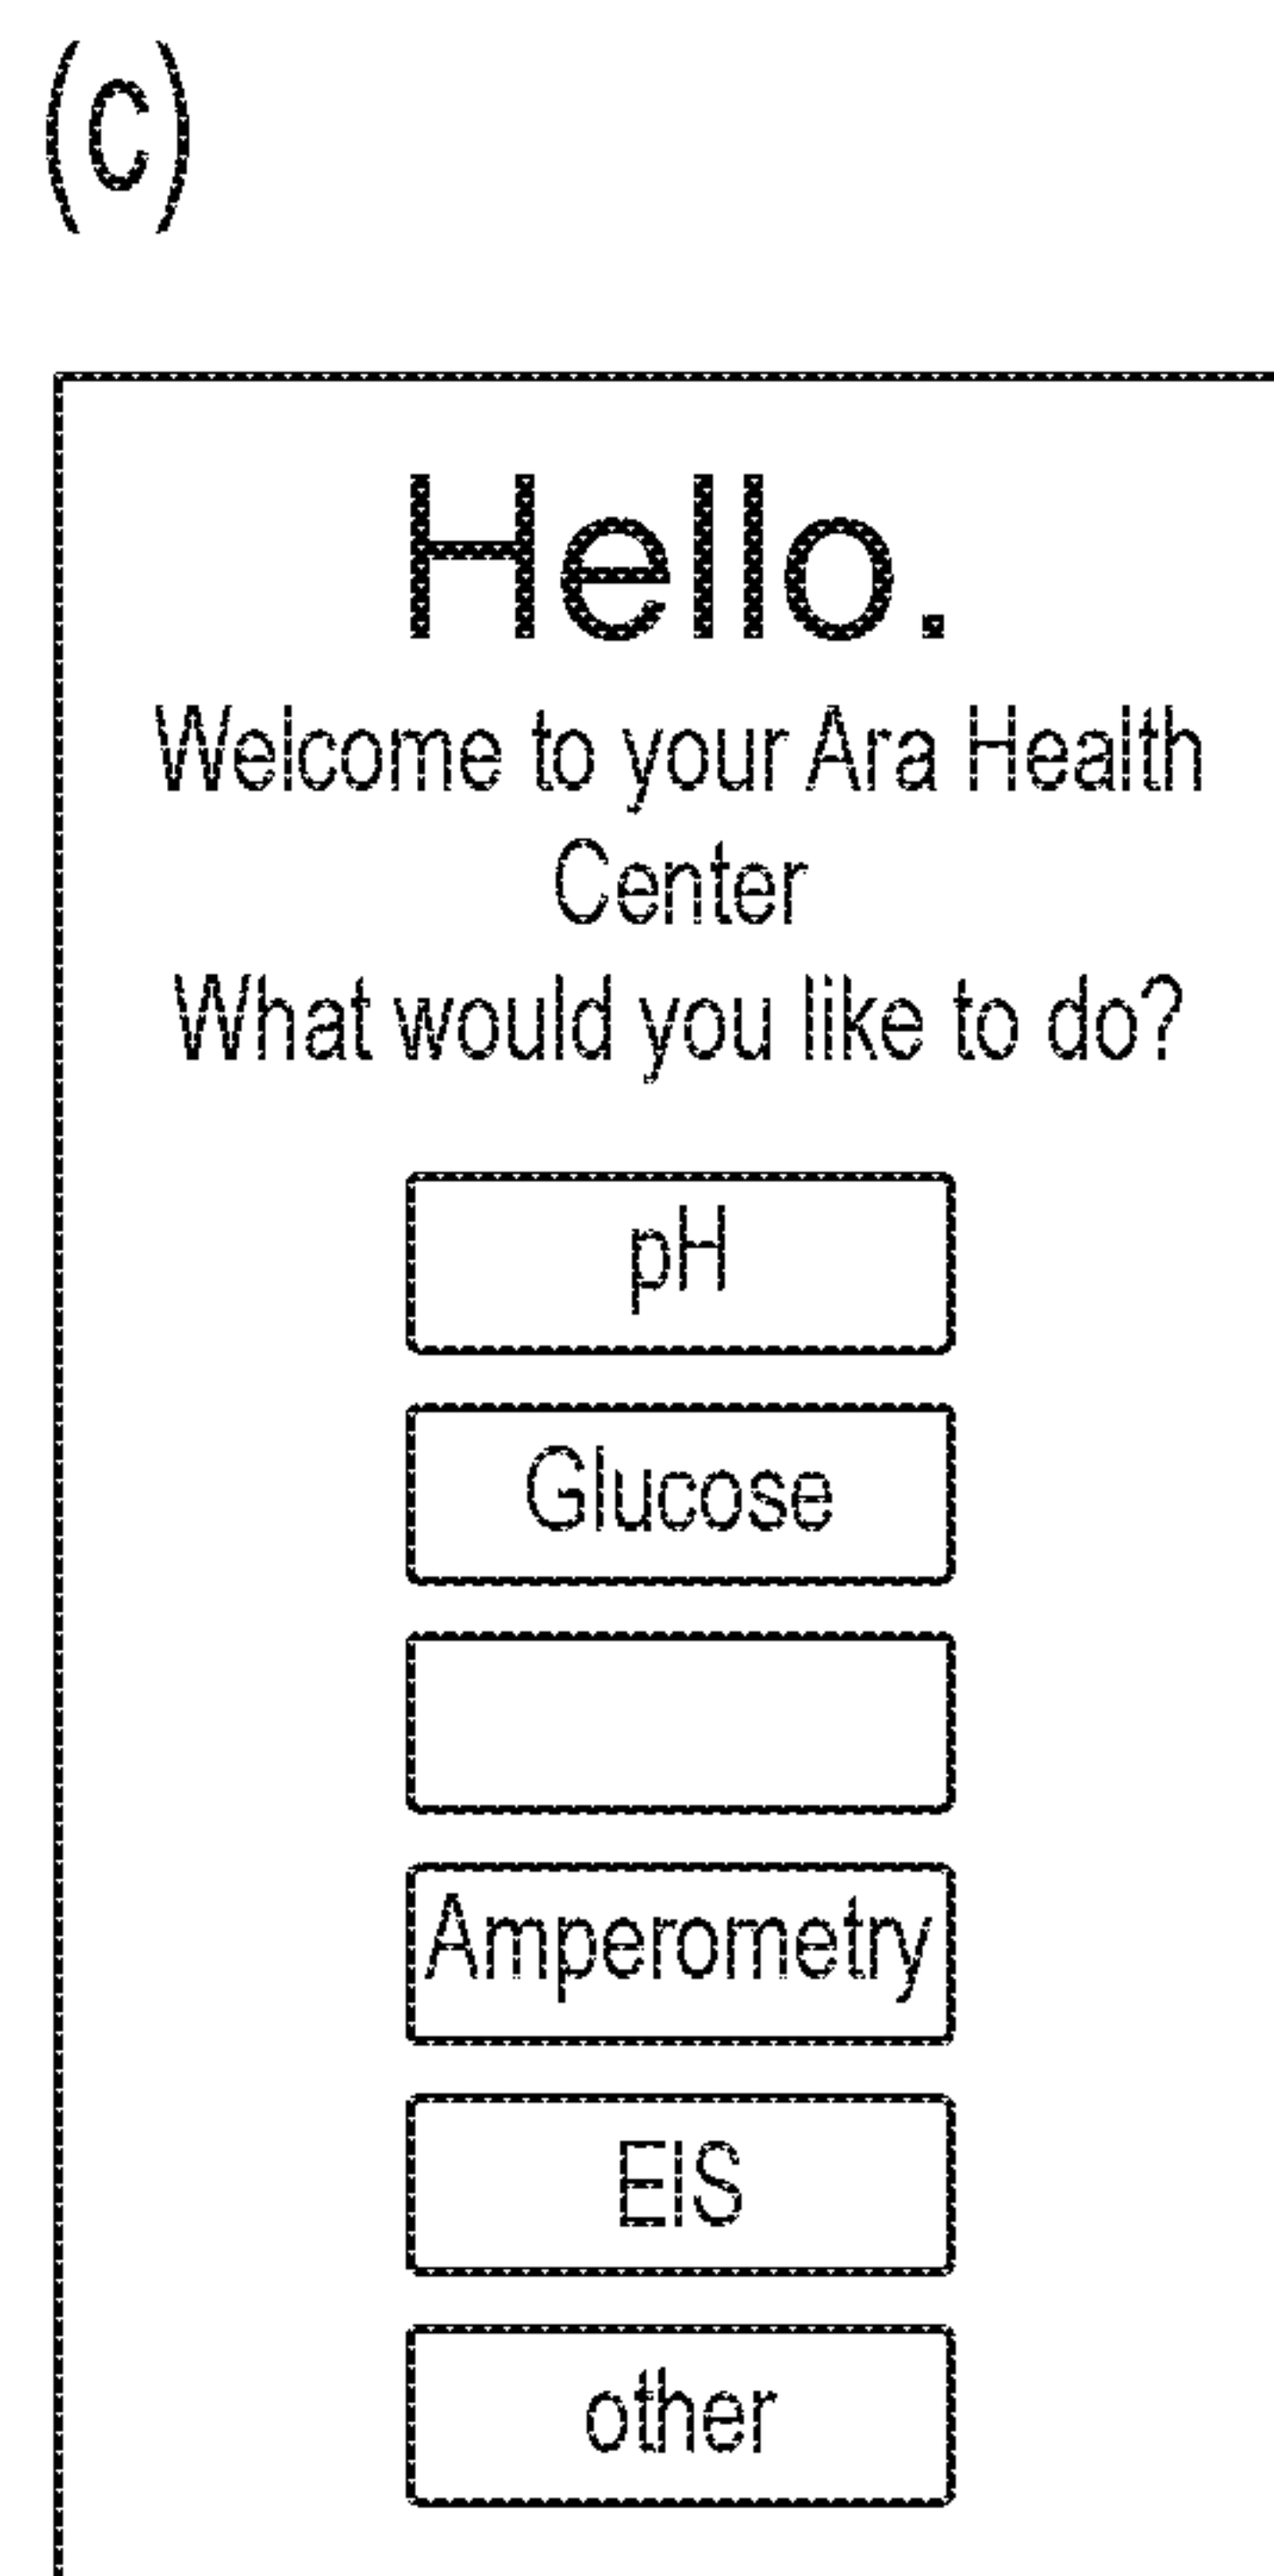 (c)
Hello.
Welcome to your Ara Health
Center
What would you like to do?
pH
Glucose
Amperometry
EIS
other